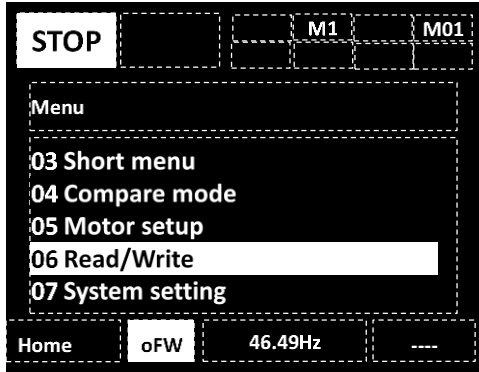 STOP M1 M01
Menu
03 Short menu
04 Compare mode
05 Motor setup
06 Read/Write
07 System setting
Home oFW 46.49Hz ----